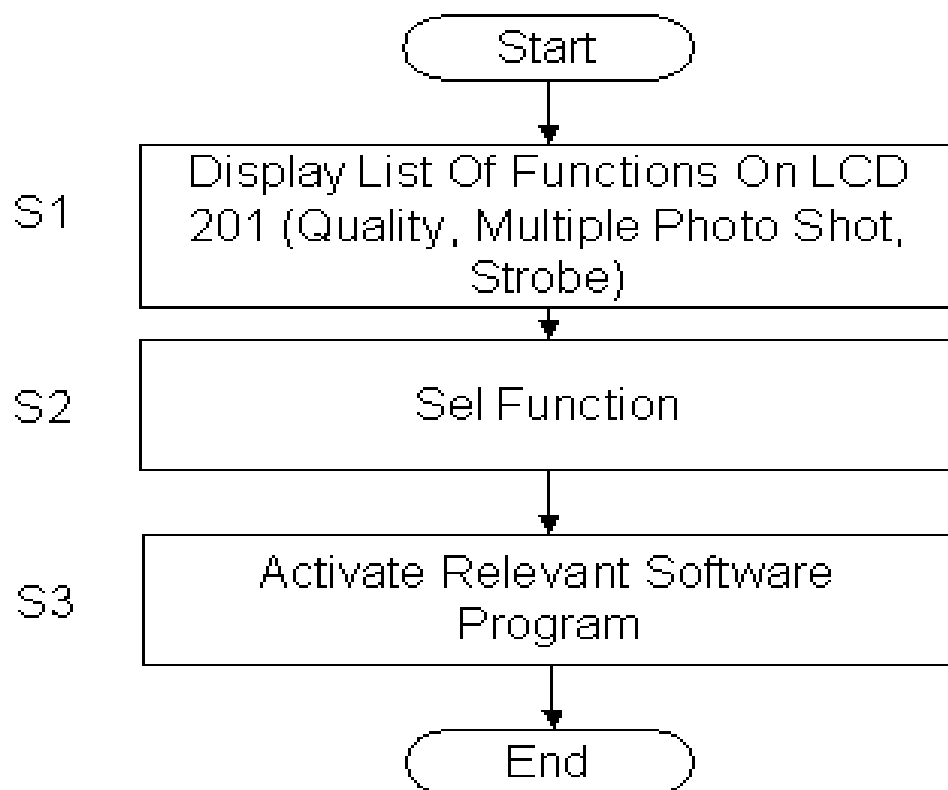 Start
S1
Display List Of Functions On LCD
201 (Quality, Multiple Photo Shot,
Strobe)
S2
Sel Function
S3
Activate Relevant Software
Program
End